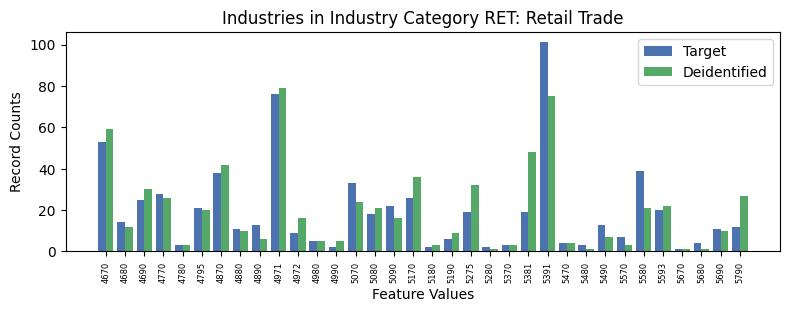 Industries in Industry Category RET: Retail Trade
Target
Deidentified
Record Counts
100
80
60
40
20
0
4670 4680 4690 4770 4780 4795 4870 4880 4890 4971 4972 4980 4990 5070 5080 5090 5170 5180 5190 5275 5280 5370 5381 5391 5470 5480 5490 5570 5580 5593 5670 5680 5690 5790
Feature Values